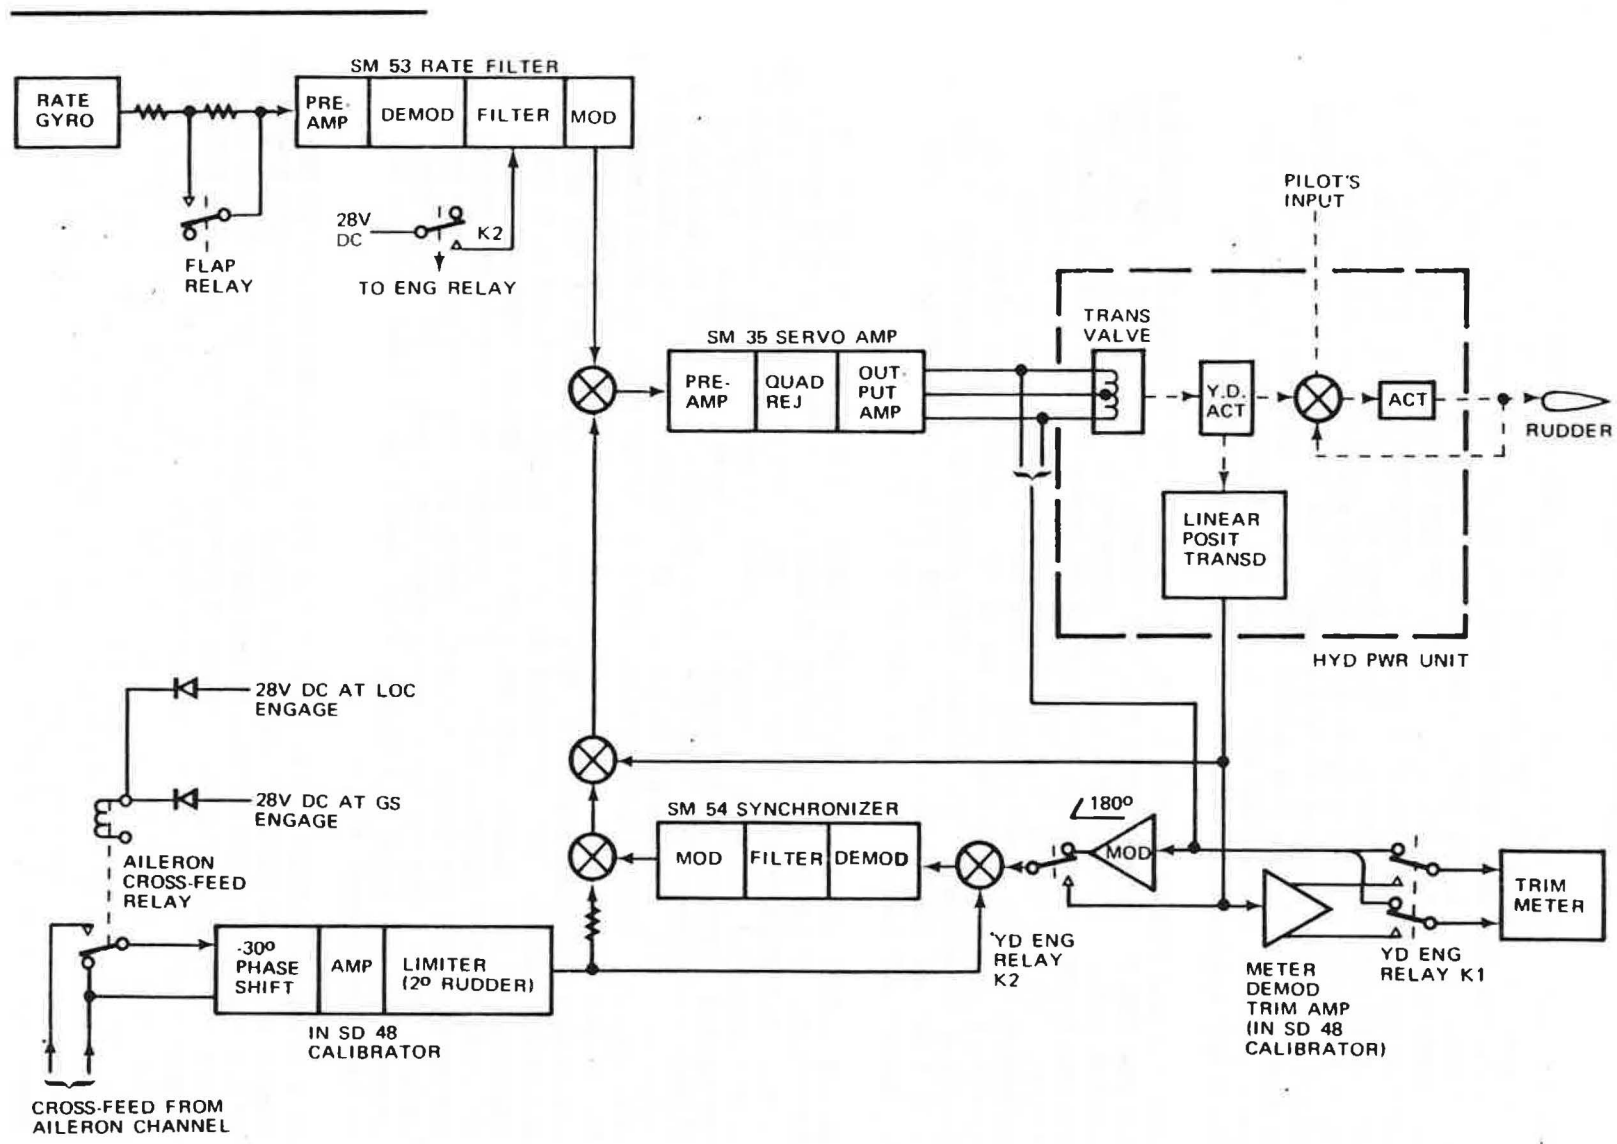 SM 53 RATE FILTER
RATE
GYRO
PRE-
AMP
DEMOD
FILTER
MOD
28V
DC
K2
FLAP
RELAY
TO ENG RELAY
PILOT'S
INPUT
TRANS
VALVE
SM 35 SERVO AMP
PRE-
AMP
QUAD
REJ
OUT-
PUT
AMP
Y.D.
ACT
ACT
RUDDER
LINEAR
POSIT
TRANSD
HYD PWR UNIT
28V DC AT LOC
ENGAGE
28V DC AT GS
ENGAGE
AILERON
CROSS-FEED
RELAY
SM 54 SYNCHRONIZER
MOD
FILTER
DEMOD
180º
MOD
TRIM
METER
YD ENG
RELAY
K2
YD ENG
RELAY K1
METER
DEMOD
TRIM AMP
(IN SD 48
CALIBRATOR)
-30º
PHASE
SHIFT
AMP
LIMITER
(2º RUDDER)
IN SD 48
CALIBRATOR
CROSS-FEED FROM
AILERON CHANNEL